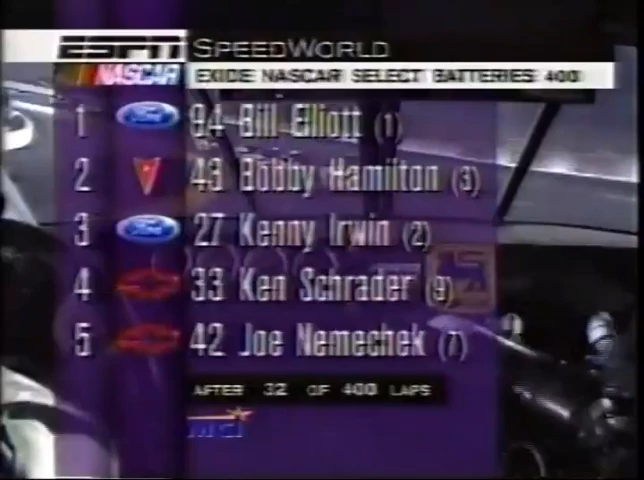 ESPN SPEEDWORLD
NASCAR EXIDE NASCAR SELECT BATTERIES 400
1 Ford 94 Bill Elliott (1)
2 43 Bobby Hamilton (3)
3 Ford 27 Kenny Irwin (2)
4 33 Ken Schrader (9)
5 42 Joe Nemechek (7)
AFTER 32 OF 400 LAPS
MCI